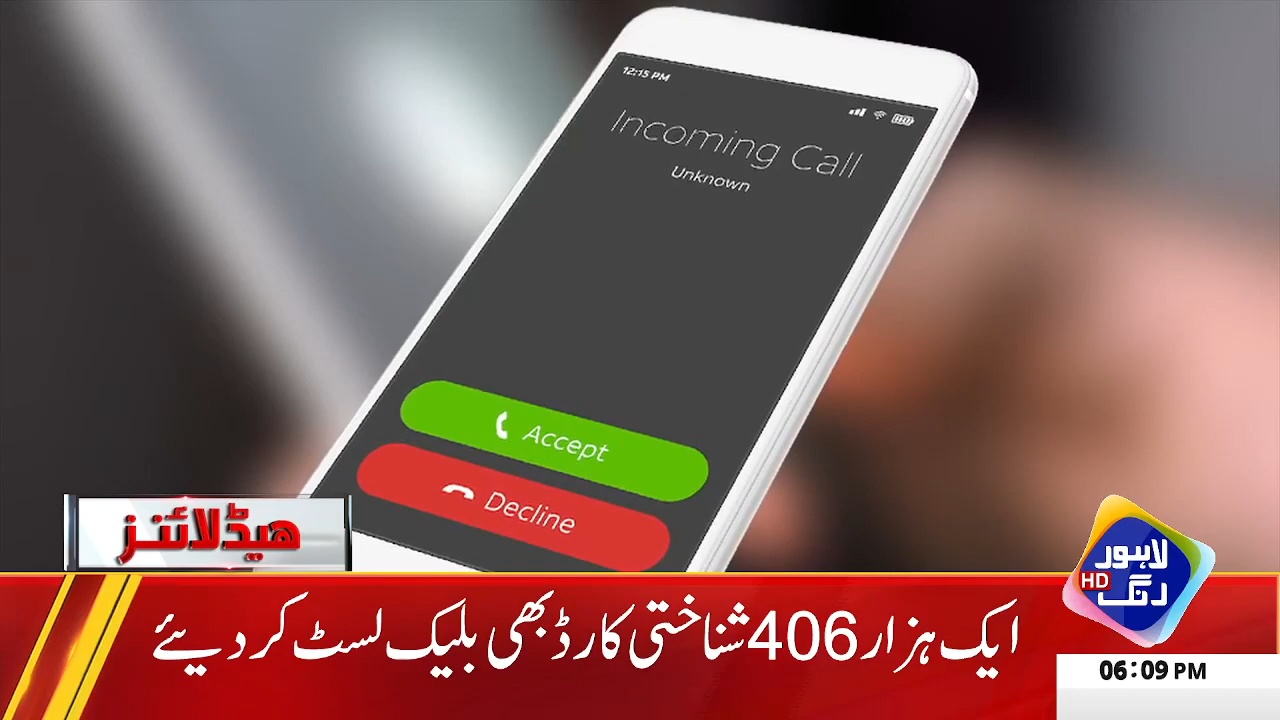 12:15 PM
Incoming Call
Unknown
Accept
Decline
ہیڈلائنز
لاہور
رنگ
HD
ایک ہزار 406 شناختی کارڈ بھی بلیک لسٹ کر دیئے
06:09 PM